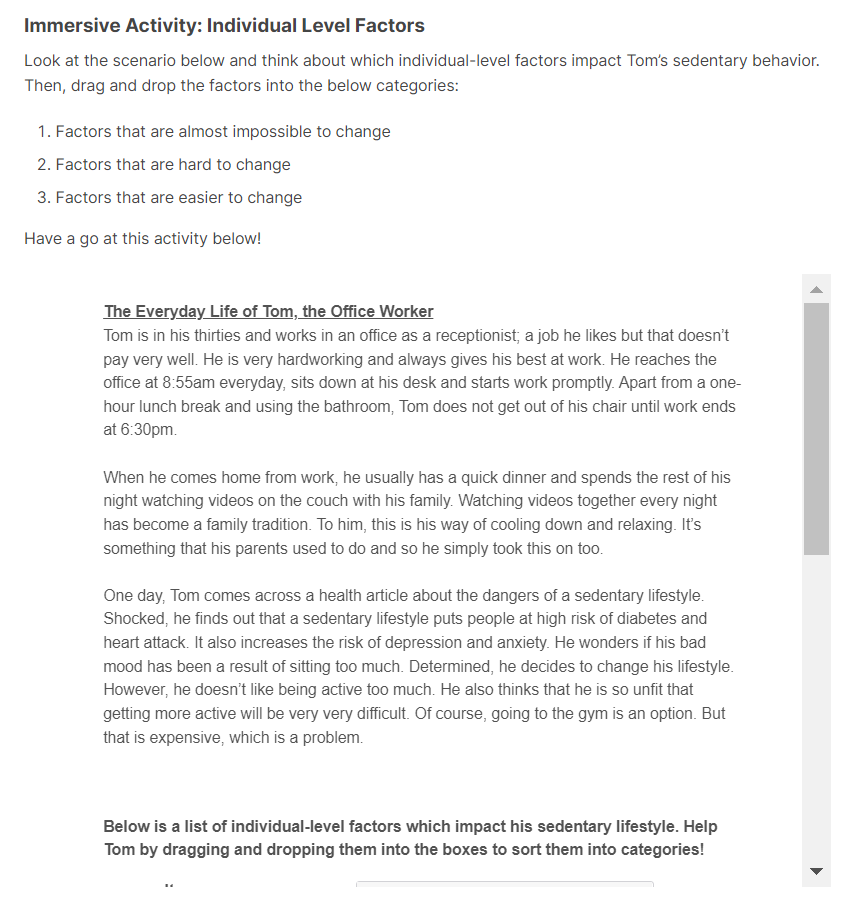 Immersive Activity: Individual Level Factors
Look at the scenario below and think about which individual-level factors impact Tom's sedentary behavior.
Then, drag and drop the factors into the below categories:
1. Factors that are almost impossible to change
2. Factors that are hard to change
3. Factors that are easier to change
Have a go at this activity below!
The Everyday Life of Tom, the Office Worker
Tom is in his thirties and works in an office as a receptionist; a job he likes but that doesn't
pay very well. He is very hardworking and always gives his best at work. He reaches the
office at 8:55am everyday, sits down at his desk and starts work promptly. Apart from a one-
hour lunch break and using the bathroom, Tom does not get out of his chair until work ends
at 6:30pm.
When he comes home from work, he usually has a quick dinner and spends the rest of his
night watching videos on the couch with his family. Watching videos together every night
has become a family tradition. To him, this is his way of cooling down and relaxing. It's
something that his parents used to do and so he simply took this on too.
One day, Tom comes across a health article about the dangers of a sedentary lifestyle.
Shocked, he finds out that a sedentary lifestyle puts people at high risk of diabetes and
heart attack. It also increases the risk of depression and anxiety. He wonders if his bad
mood has been a result of sitting too much. Determined, he decides to change his lifestyle.
However, he doesn't like being active too much. He also thinks that he is so unfit that
getting more active will be very very difficult. Of course, going to the gym is an option. But
that is expensive, which is a problem.
Below is a list of individual-level factors which impact his sedentary lifestyle. Help
Tom by dragging and dropping them into the boxes to sort them into categories!